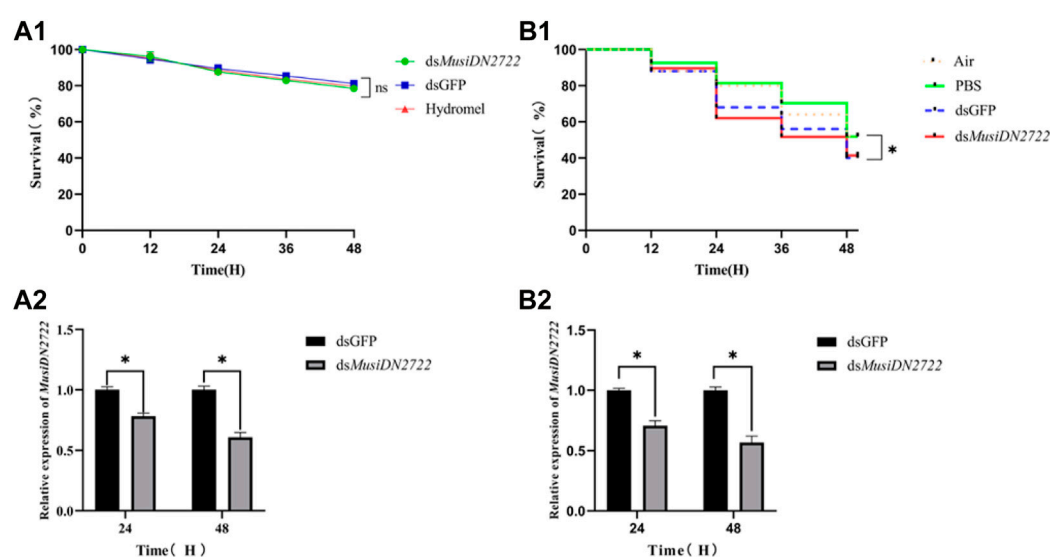 A1
Survival( %)
100
80
60
40
20
0
0 12 24 36 48
Time(H)
dsMusiDN2722
dsGFP
Hydromel
ns
B1
Survival( %)
100
80
60
40
20
0
0 12 24 36 48
Time(H)
Air
PBS
dsGFP
dsMusiDN2722
*
A2
Relative expression of MusiDN2722
1.5
1.0
0.5
0.0
* *
24 48
Time( H)
dsGFP
dsMusiDN2722
B2
Relative expression of MusiDN2722
1.5
1.0
0.5
0.0
* *
24 48
Time( H)
dsGFP
dsMusiDN2722